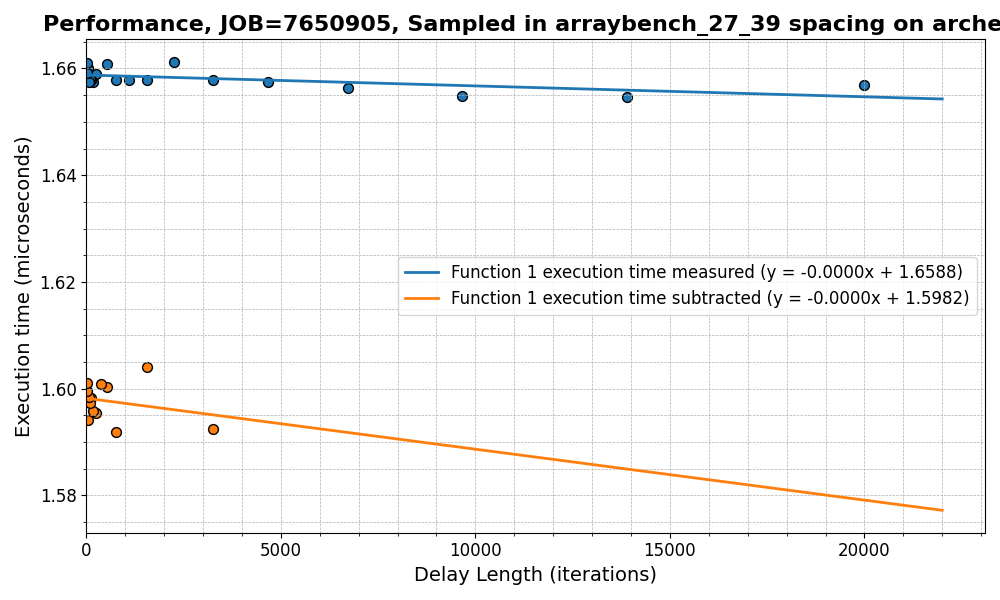 Performance, JOB=7650905, Sampled in arraybench_27_39 spacing on arche
Execution time (microseconds)
1.66
1.64
1.62
1.60
1.58
Function 1 execution time measured (y = -0.0000x + 1.6588)
Function 1 execution time subtracted (y = -0.0000x + 1.5982)
0 5000 10000 15000 20000
Delay Length (iterations)